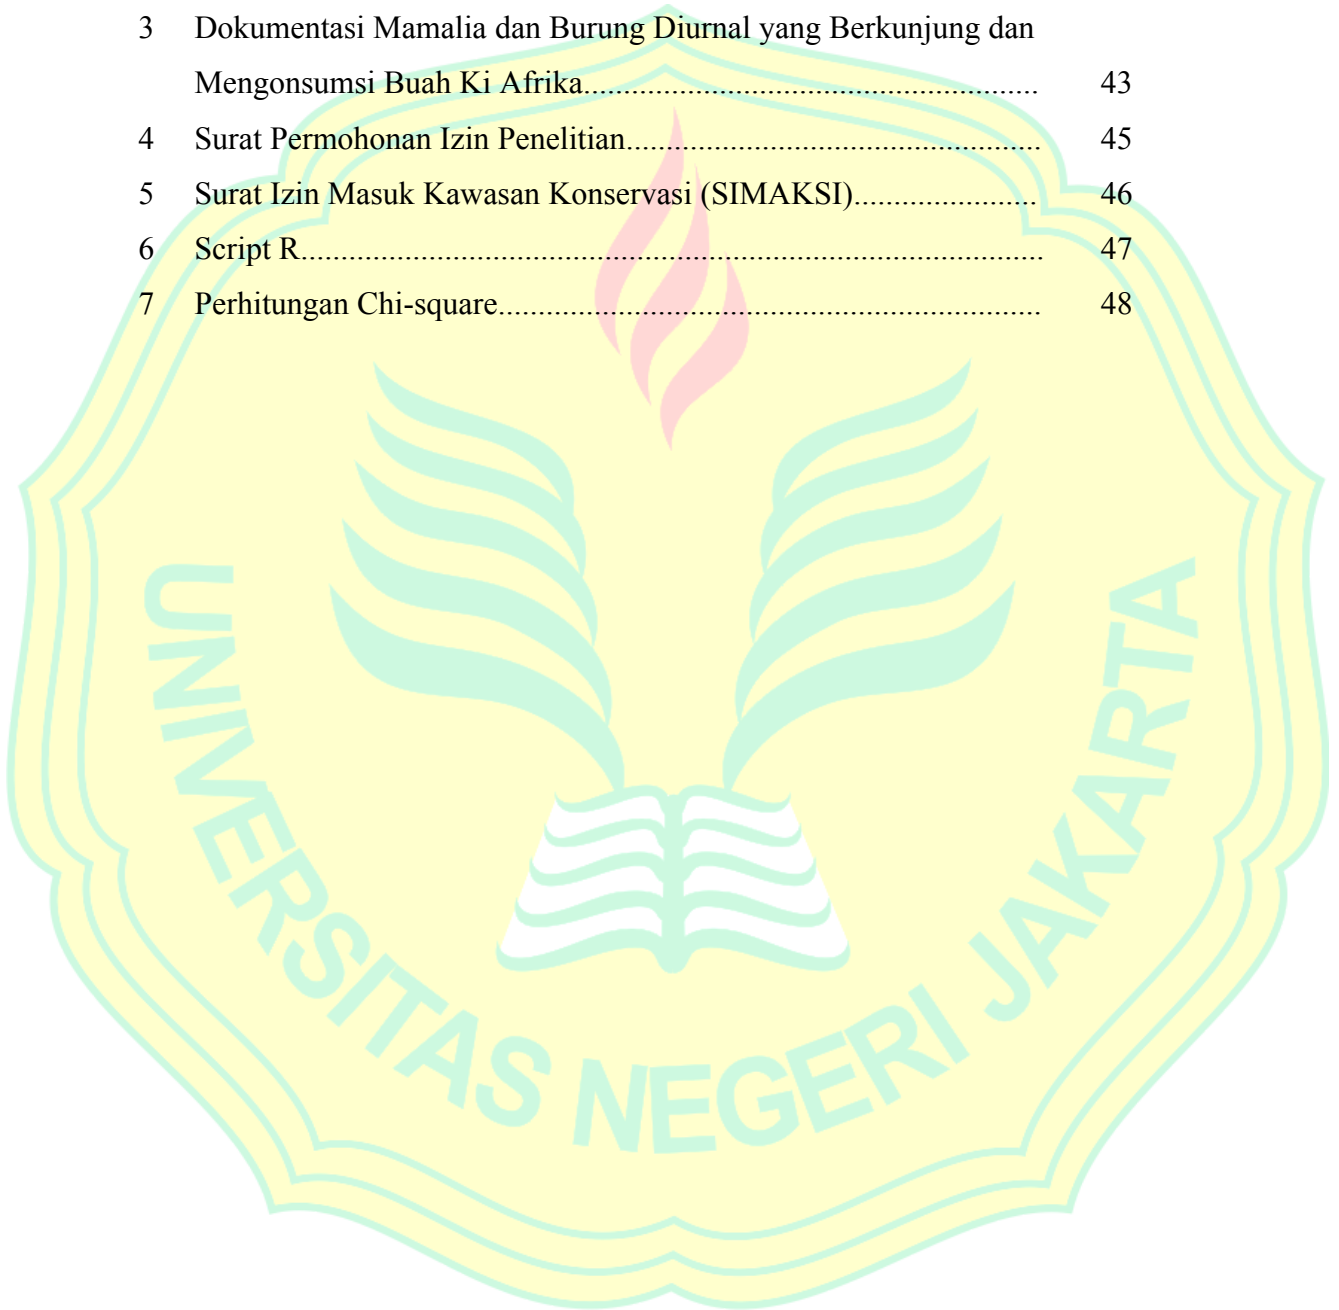 3 Dokumentasi Mamalia dan Burung Diurnal yang Berkunjung dan
Mengonsumsi Buah Ki Afrika......................................................... 43
4 Surat Permohonan Izin Penelitian.................................................... 45
5 Surat Izin Masuk Kawasan Konservasi (SIMAKSI)....................... 46
6 Script R............................................................................................. 47
7 Perhitungan Chi-square.................................................................... 48
UNIVERSITAS NEGERI JAKARTA